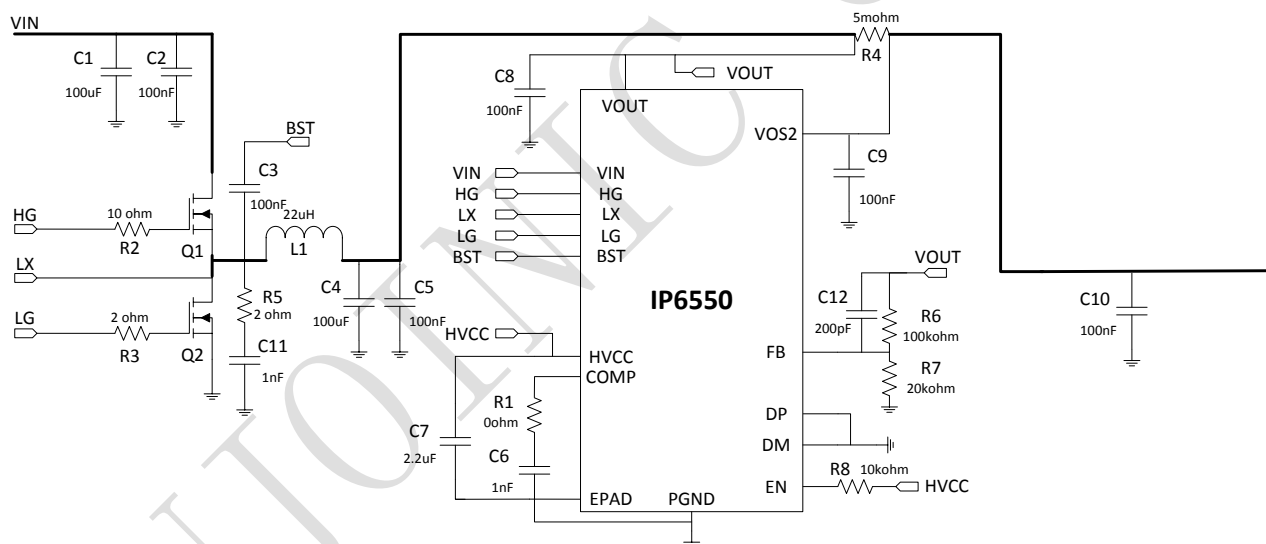 VIN
C1
100uF
C2
100nF
BST
C3
100nF
HG
10 ohm
R2
Q1
LX
LG
2 ohm
R3
Q2
22uH
L1
R5
2 ohm
C11
1nF
C4
100uF
C5
100nF
5mohm
R4
C8
100nF
VOUT
VOUT
VOS2
C9
100nF
VIN
HG
LX
LG
BST
VIN
HG
LX
LG
BST
IP6550
HVCC
HVCC
COMP
R1
0ohm
C7
2.2uF
C6
1nF
EPAD
PGND
VOUT
C12
200pF
R6
100kohm
FB
R7
20kohm
DP
DM
EN
R8
10kohm
HVCC
C10
100nF
INJOINIC